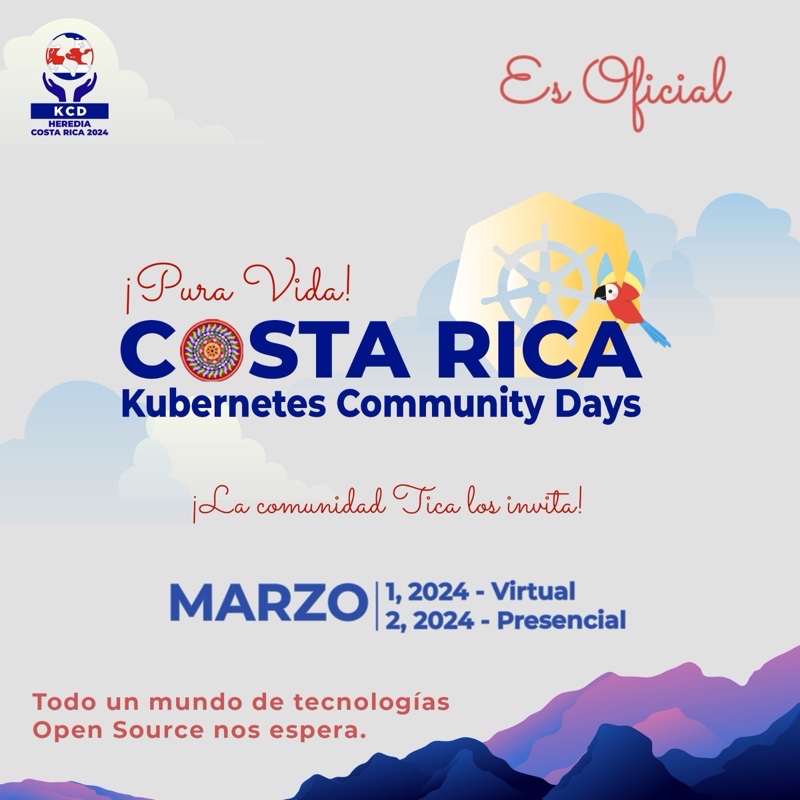 KCD
HEREDIA
COSTA RICA 2024
Es Oficial
¡Pura Vida!
COSTA RICA
Kubernetes Community Days
¡La comunidad Tica los invita!
MARZO
1, 2024 - Virtual
2, 2024 - Presencial
Todo un mundo de tecnologías
Open Source nos espera.